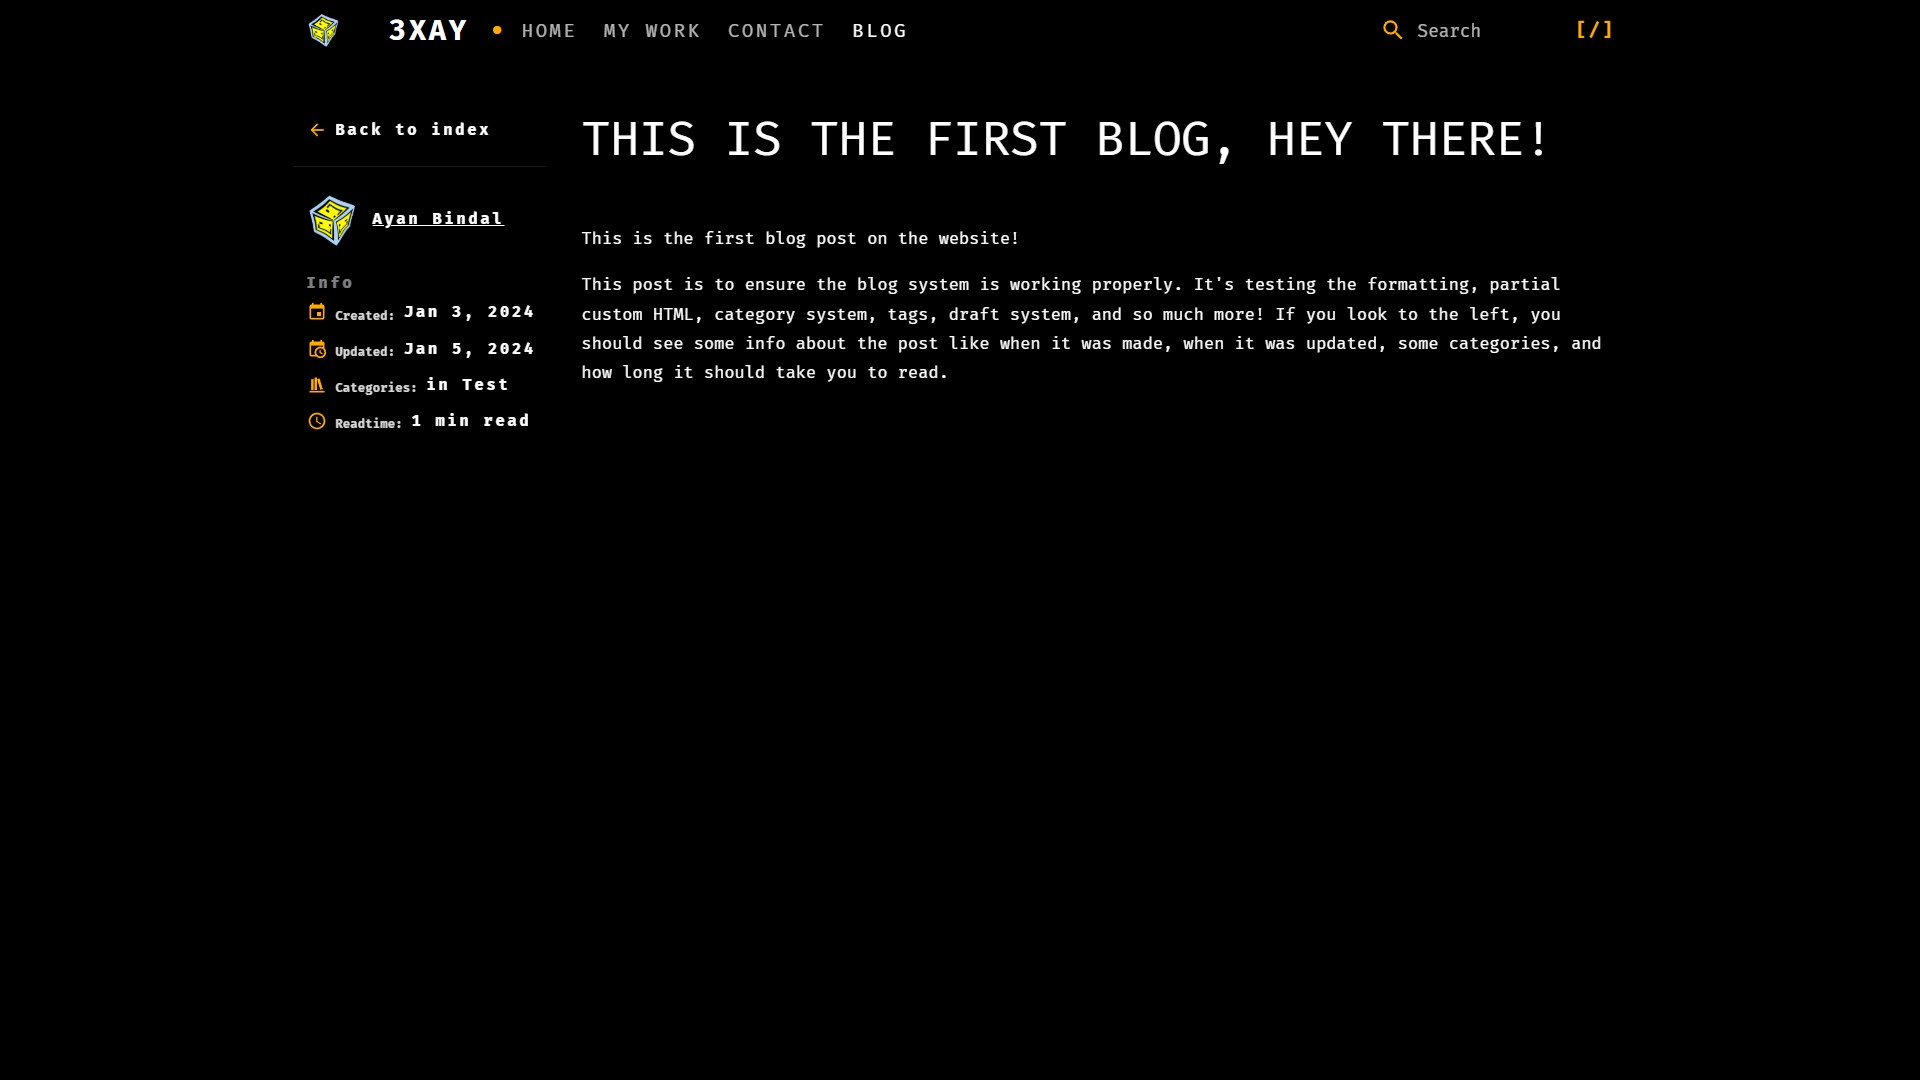 3XAY
HOME
MY WORK
CONTACT
BLOG
Search
[/]
Back to index
Ayan Bindal
Info
Created: Jan 3, 2024
Updated: Jan 5, 2024
Categories: in Test
Readtime: 1 min read
THIS IS THE FIRST BLOG, HEY THERE!
This is the first blog post on the website!
This post is to ensure the blog system is working properly. It's testing the formatting, partial
custom HTML, category system, tags, draft system, and so much more! If you look to the left, you
should see some info about the post like when it was made, when it was updated, some categories, and
how long it should take you to read.